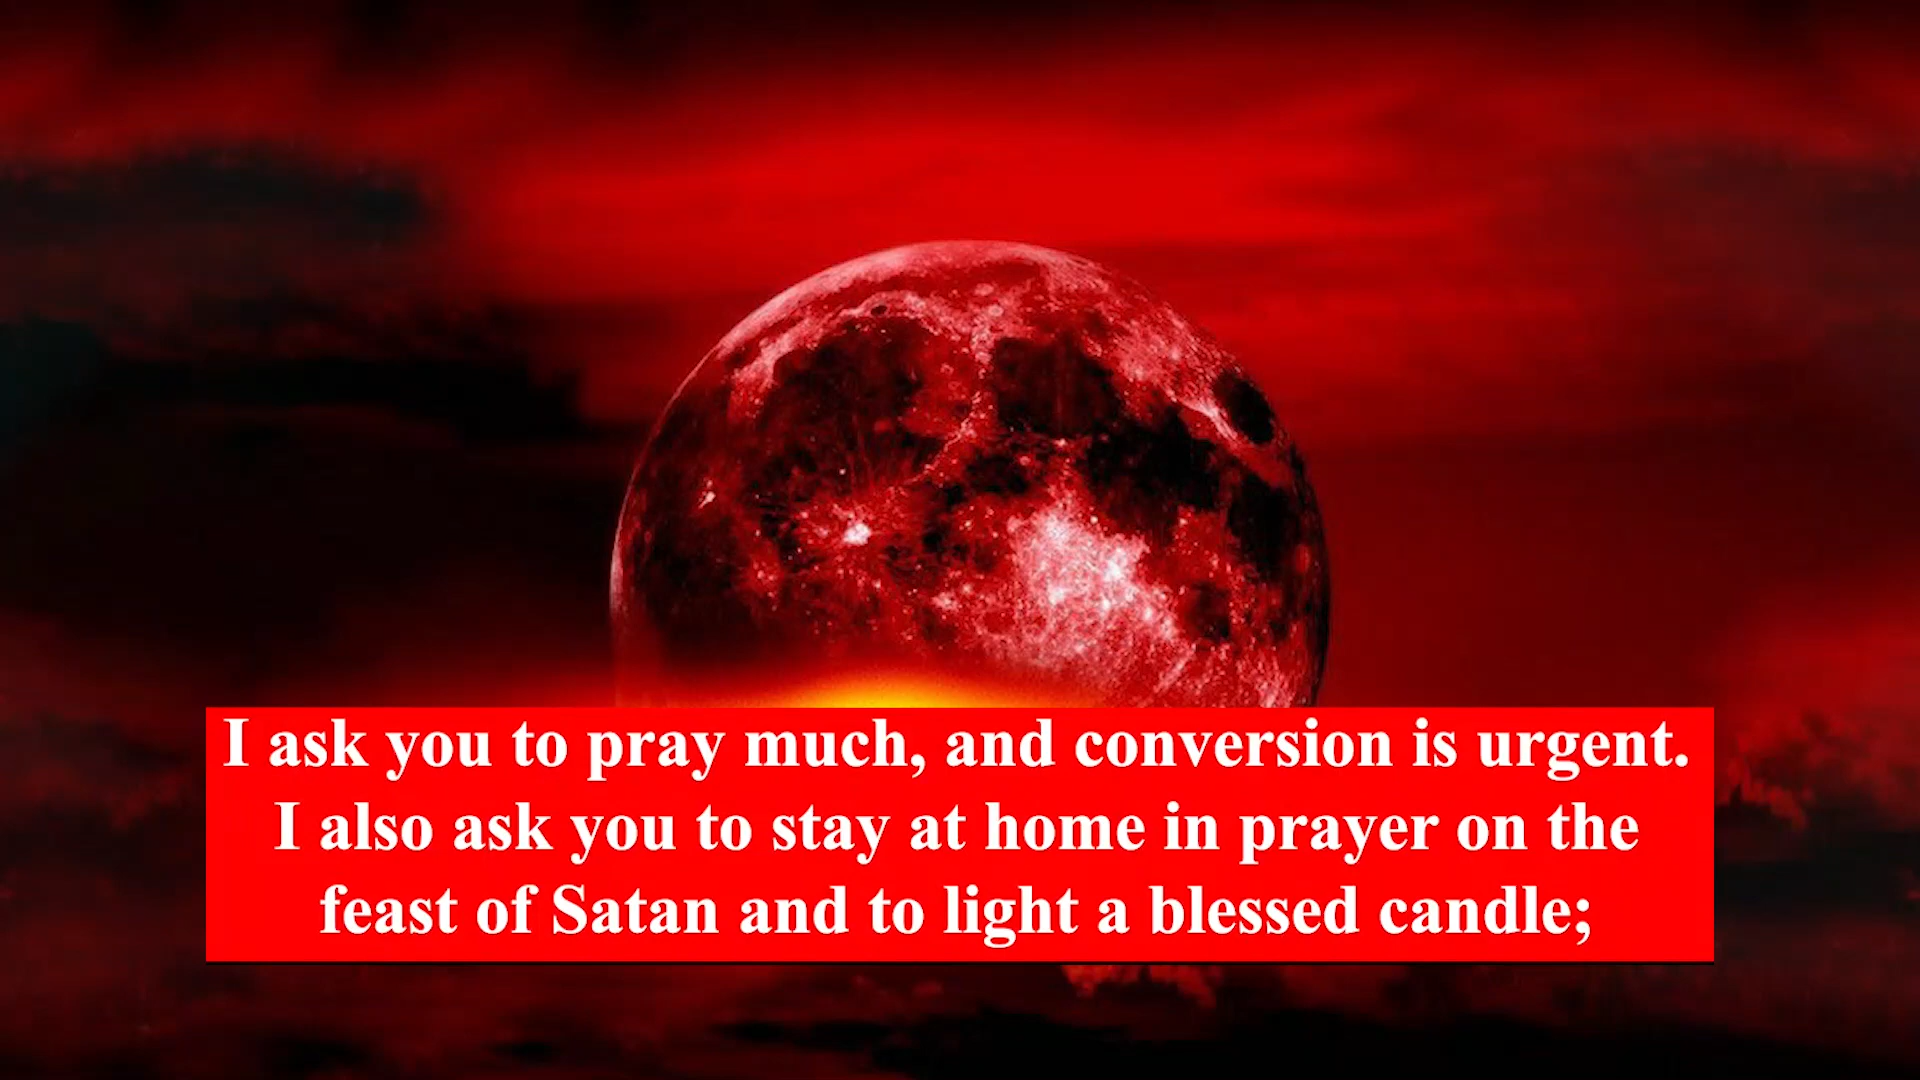 I ask you to pray much, and conversion is urgent.
I also ask you to stay at home in prayer on the
feast of Satan and to light a blessed candle;